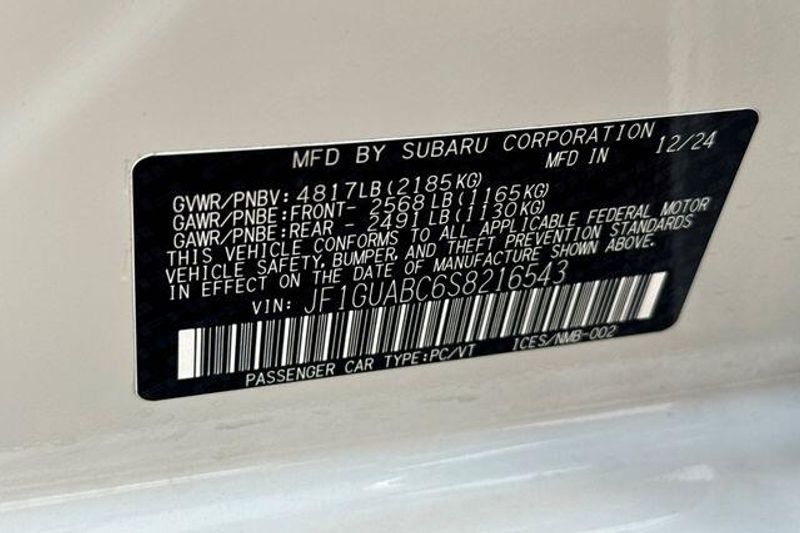 MFD BY SUBARU CORPORATION
MFD IN 12/24
GVWR/PNBV: 4817LB(2185KG)
GAWR/PNBE:FRONT- 2568LB(1165KG)
GAWR/PNBE:REAR - 2491LB(1130KG)
THIS VEHICLE CONFORMS TO ALL APPLICABLE FEDERAL MOTOR
VEHICLE SAFETY, BUMPER, AND THEFT PREVENTION STANDARDS
IN EFFECT ON THE DATE OF MANUFACTURE SHOWN ABOVE.
VIN: JF1GUABC6S8216543
PASSENGER CAR TYPE:PC/VT ICES/NMB-002